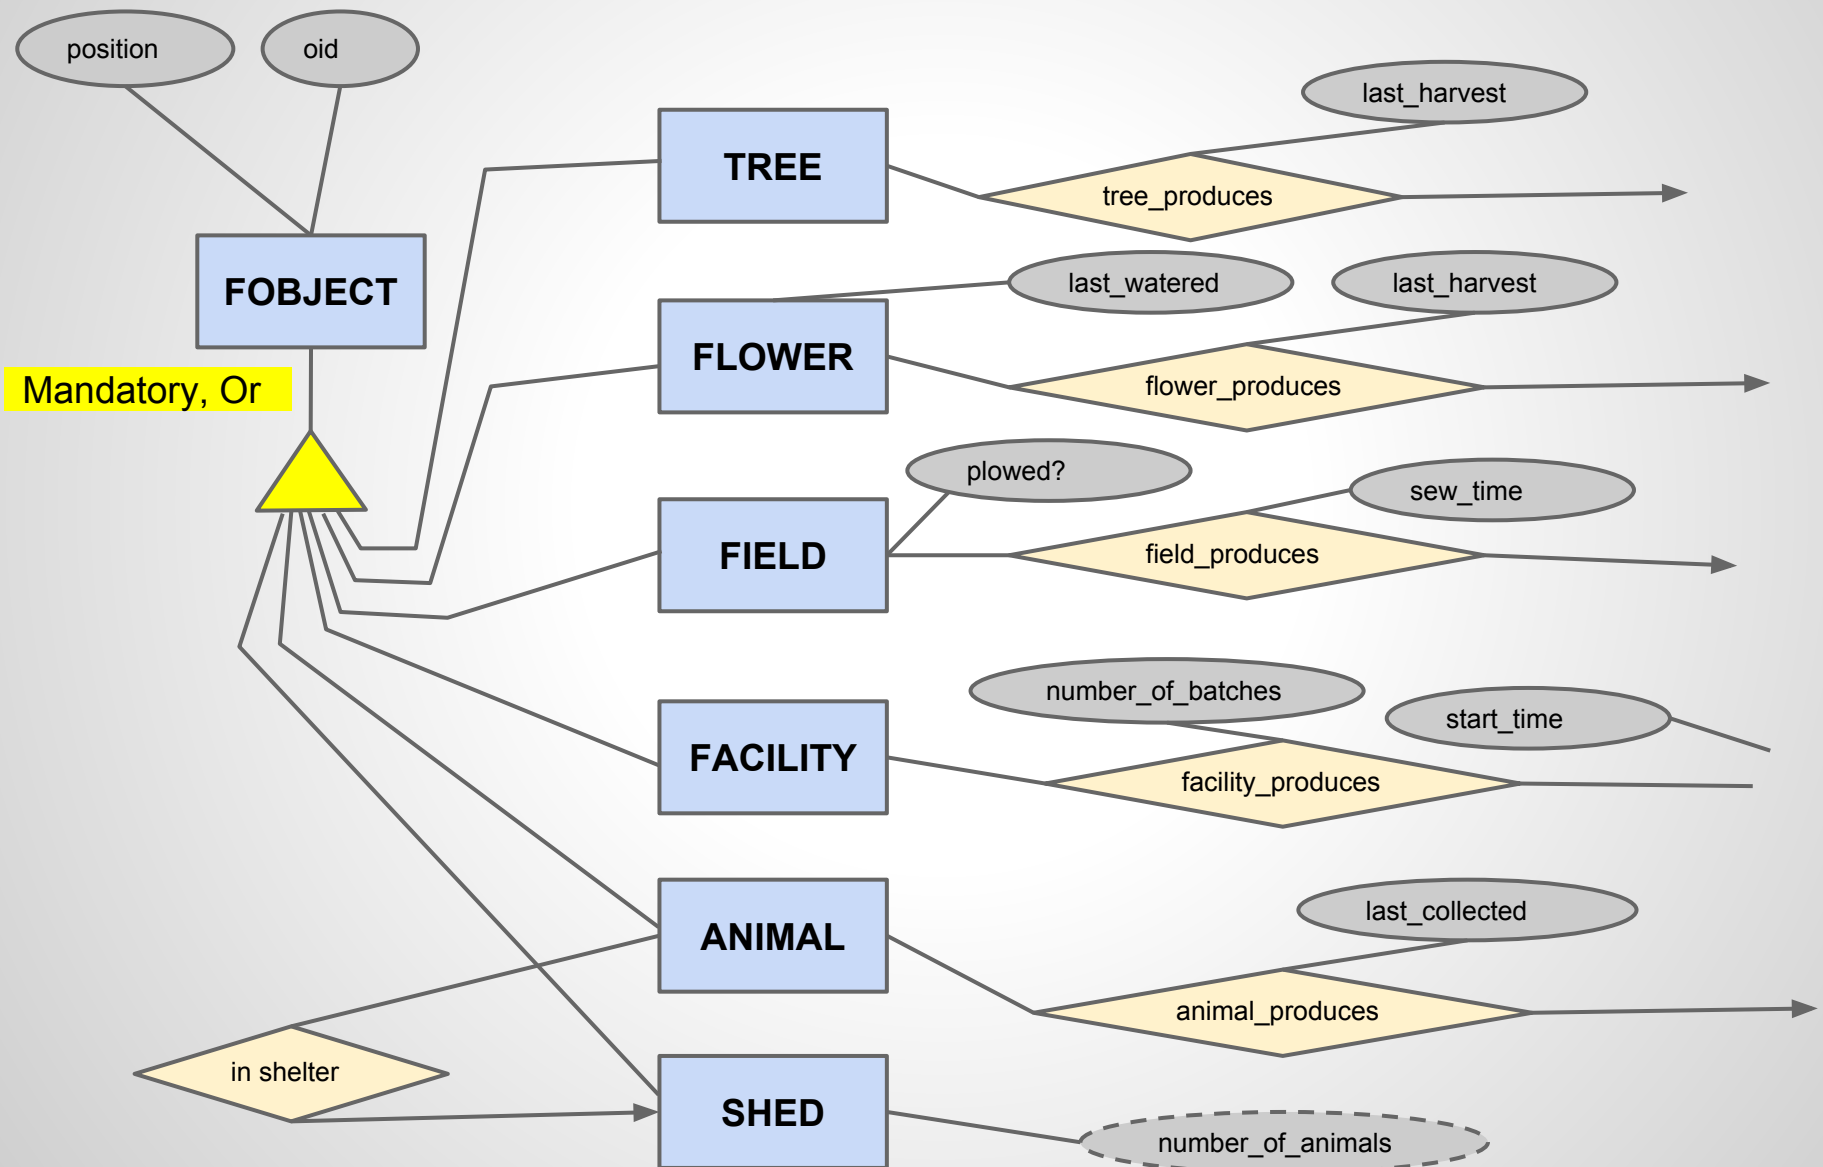 position
oid
last_harvest
TREE
tree_produces
FOBJECT
last_watered
last_harvest
FLOWER
flower_produces
Mandatory, Or
plowed?
sew_time
FIELD
field_produces
number_of_batches
start_time
FACILITY
facility_produces
last_collected
ANIMAL
animal_produces
in shelter
SHED
number_of_animals